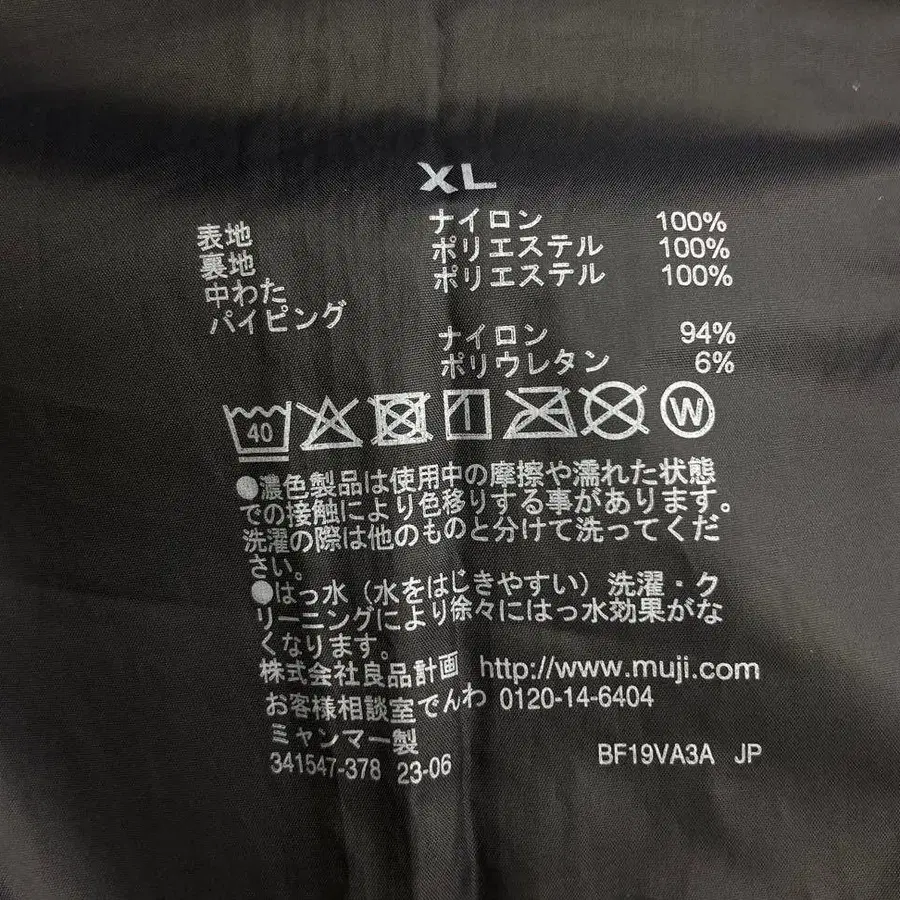 XL
表地 ナイロン 100%
裏地 ポリエステル 100%
中わた ポリエステル 100%
パイピング
ナイロン 94%
ポリウレタン 6%
40 W
●濃色製品は使用中の摩擦や濡れた状態
での接触により色移りする事があります。
洗濯の際は他のものと分けて洗ってくだ
さい。
●はっ水（水をはじきやすい）洗濯・ク
リーニングにより徐々にはっ水効果がな
くなります。
株式会社良品計画 http://www.muji.com
お客様相談室でんわ 0120-14-6404
ミャンマー製
341547-378 23-06 BF19VA3A JP